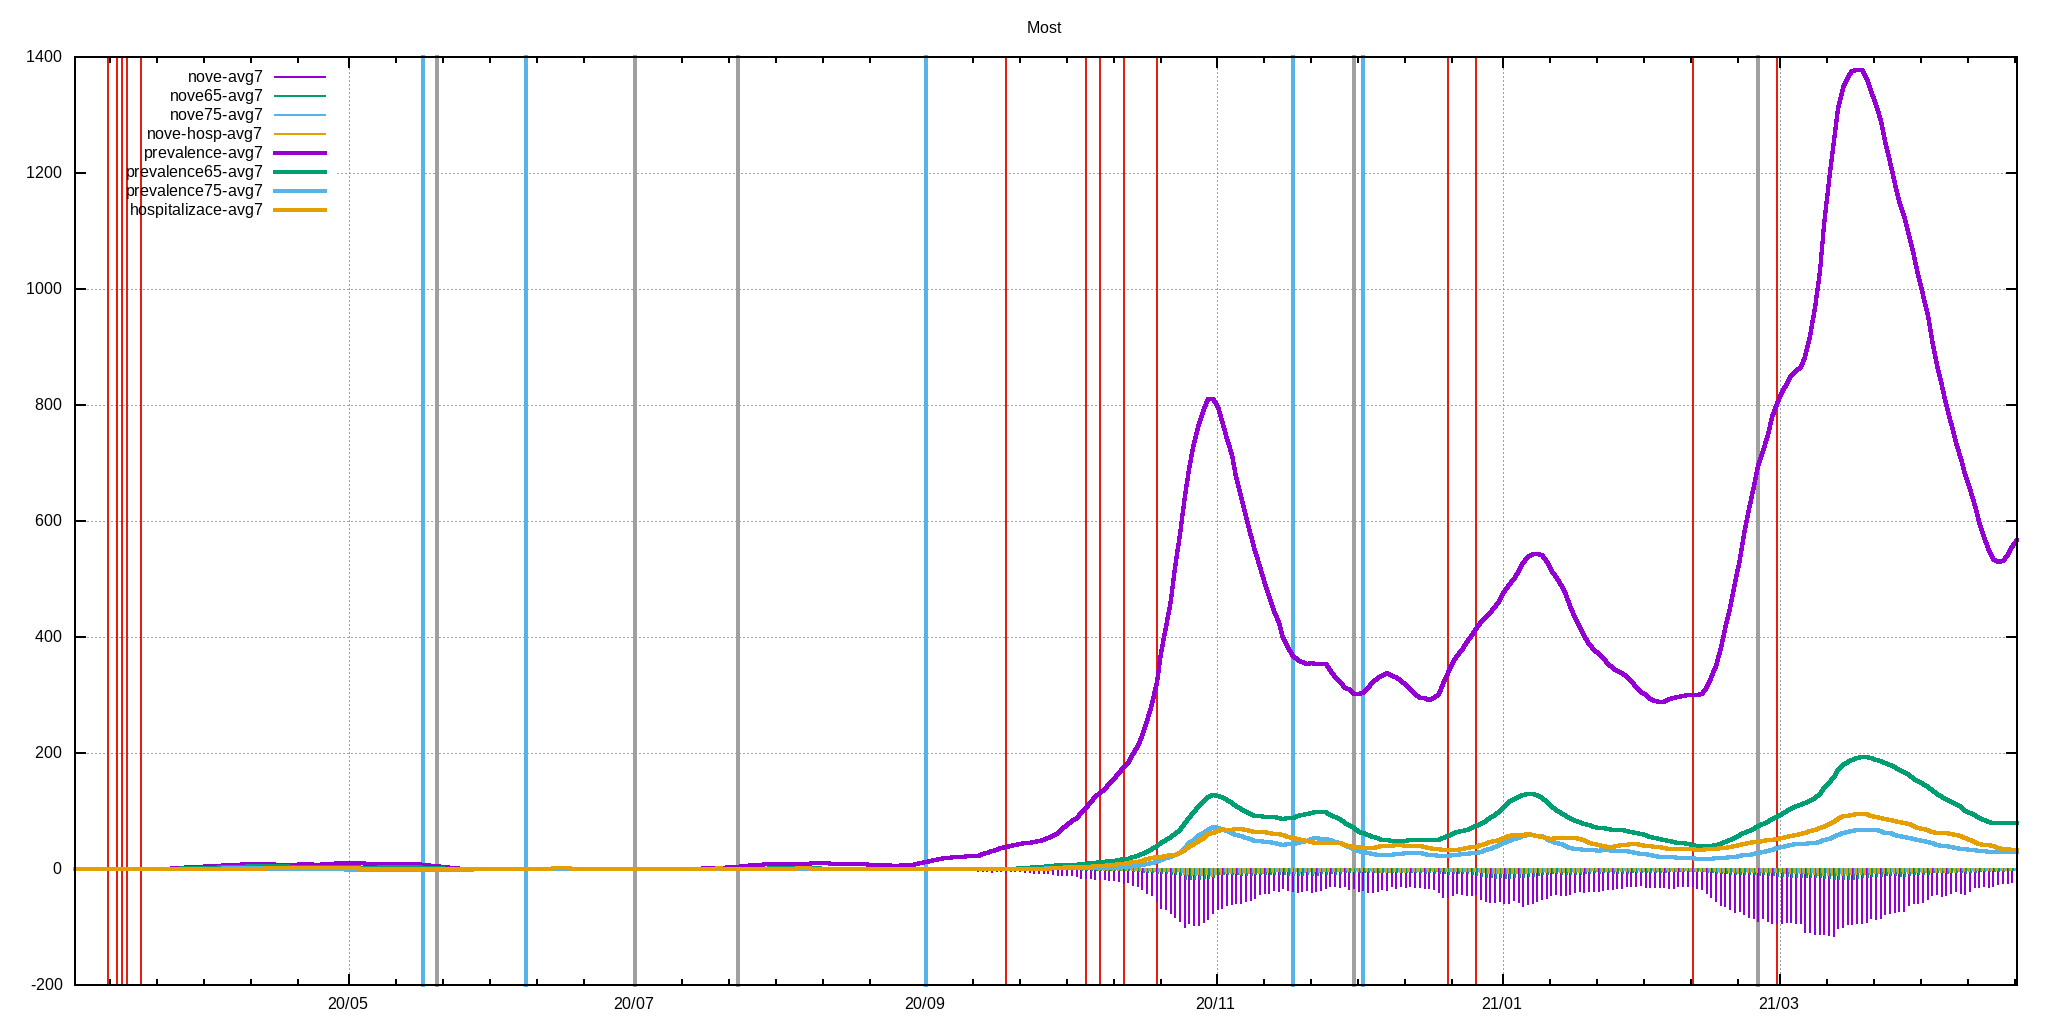 Most
1400
1200
1000
800
600
400
200
0
-200
nove-avg7
nove65-avg7
nove75-avg7
nove-hosp-avg7
prevalence-avg7
prevalence65-avg7
prevalence75-avg7
hospitalizace-avg7
20/05 20/07 20/09 20/11 21/01 21/03